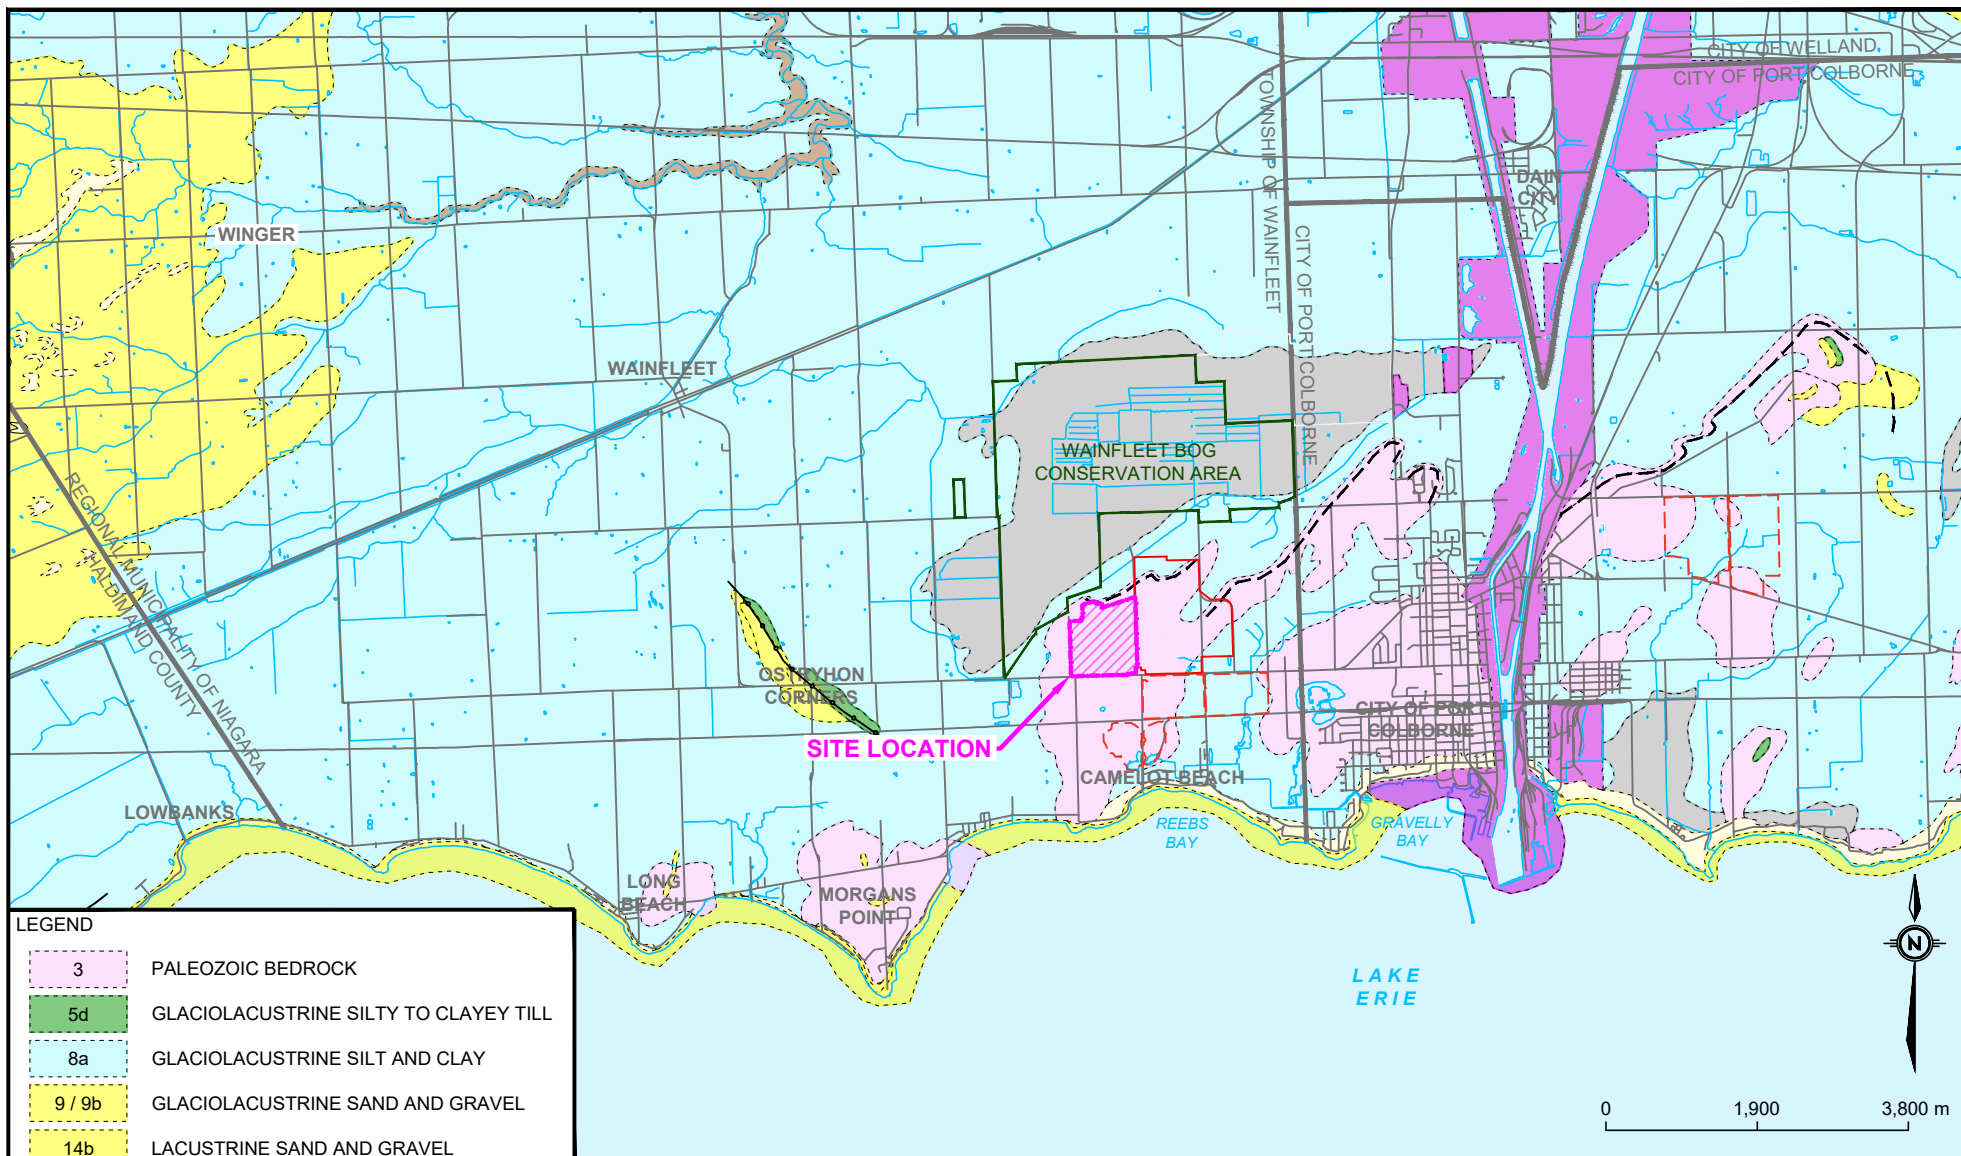 CITY OF WELLAND
CITY OF PORT COLBORNE
TOWNSHIP OF WAINFLEET
CITY OF PORT COLBORNE
DAIN
CITY
WINGER
WAINFLEET
WAINFLEET BOG
CONSERVATION AREA
REGIONAL MUNICIPALITY OF NIAGARA
HALDIMAND COUNTY
OSTRYHON
CORNERS
SITE LOCATION
CITY OF PORT
COLBORNE
CAMELOT BEACH
LOWBANKS
REEBS
BAY
GRAVELLY
BAY
LONG
BEACH
MORGANS
POINT
LAKE
ERIE
N
0 1,900 3,800 m
LEGEND
3 PALEOZOIC BEDROCK
5d GLACIOLACUSTRINE SILTY TO CLAYEY TILL
8a GLACIOLACUSTRINE SILT AND CLAY
9 / 9b GLACIOLACUSTRINE SAND AND GRAVEL
14b LACUSTRINE SAND AND GRAVEL